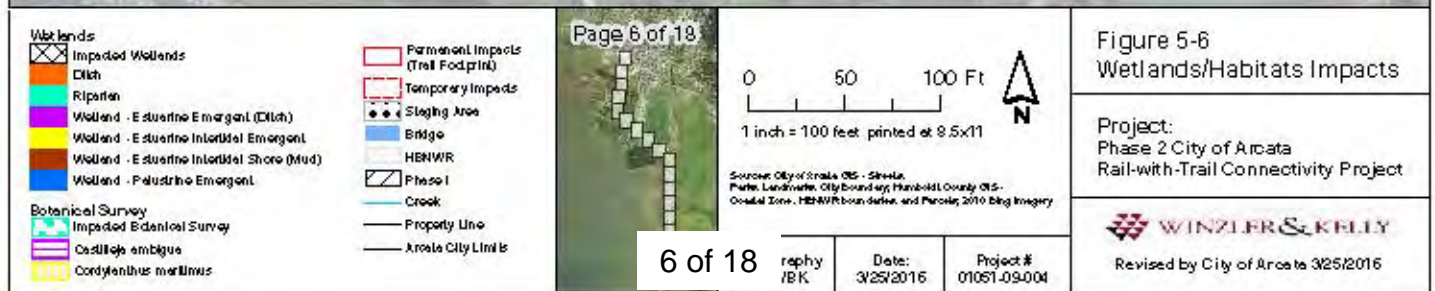 Wetlands
Impacted Wetlands
Ditch
Riparian
Wetland - Estuarine Emergent (Ditch)
Wetland - Estuarine Intertidal Emergent
Wetland - Estuarine Intertidal Shore (Mud)
Wetland - Palustrine Emergent
Botanical Survey
Impacted Botanical Survey
Castilleja ambigua
Cordylanthus maritimus
Permanent Impacts
(Trail Footprint)
Temporary Impacts
Staging Area
Bridge
HBNWR
Phase I
Creek
Property Line
Arcata City Limits
Page 6 of 18
0 50 100 Ft
N
1 inch = 100 feet printed at 8.5x11
Sources: City of Arcata GIS - Streets,
Parks, Landmarks, City Boundary; Humboldt County GIS -
Coastal Zone, HBNWR boundaries, and Parcels; 2010 Bing Imagery
6 of 18
raphy
/BK
Date:
3/25/2016
Project #
01051-09-004
Figure 5-6
Wetlands/Habitats Impacts
Project:
Phase 2 City of Arcata
Rail-with-Trail Connectivity Project
WINZLER & KELLY
Revised by City of Arcata 3/25/2016